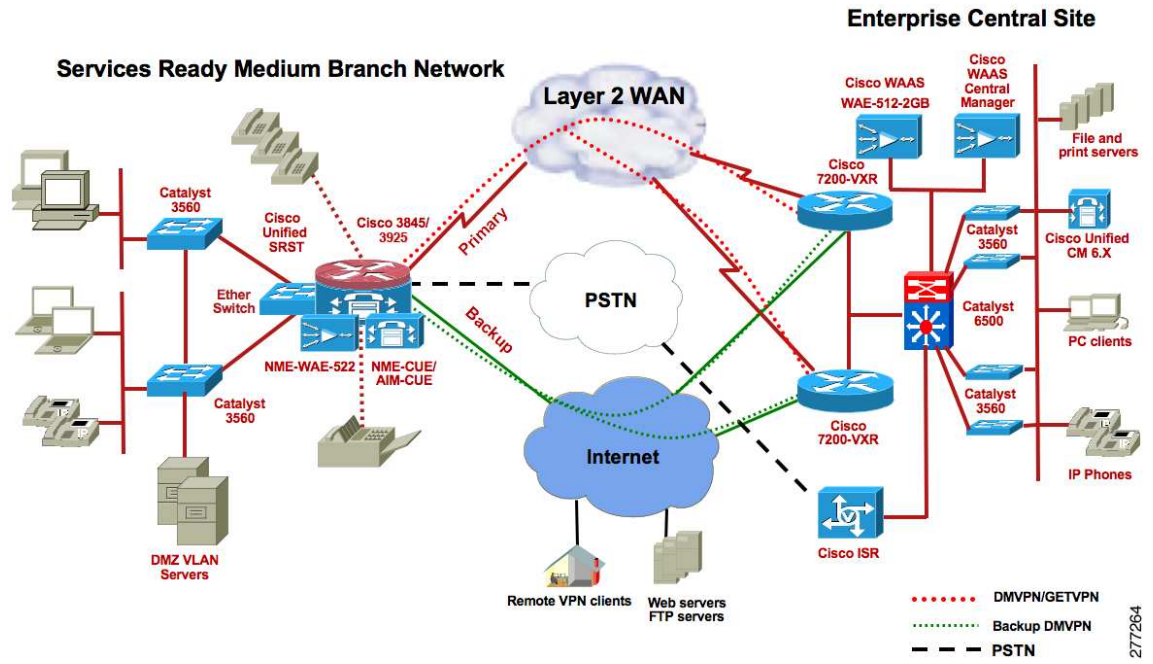 Enterprise Central Site
Services Ready Medium Branch Network
Layer 2 WAN
Cisco WAAS
WAE-512-2GB
Cisco
WAAS
Central
Manager
File and
print servers
Cisco
7200-VXR
Catalyst
3560
Cisco
Unified
SRST
Cisco 3845/
3925
Primary
Catalyst
3560
Cisco Unified
CM 6.X
Ether
Switch
PSTN
Catalyst
6500
PC clients
Backup
NME-WAE-522
NME-CUE/
AIM-CUE
Catalyst
3560
Catalyst
3560
Cisco
7200-VXR
IP
IP
IP
IP
Internet
IP Phones
DMZ VLAN
Servers
V
Cisco ISR
Remote VPN clients
Web servers
FTP servers
DMVPN/GETVPN
Backup DMVPN
PSTN
277264